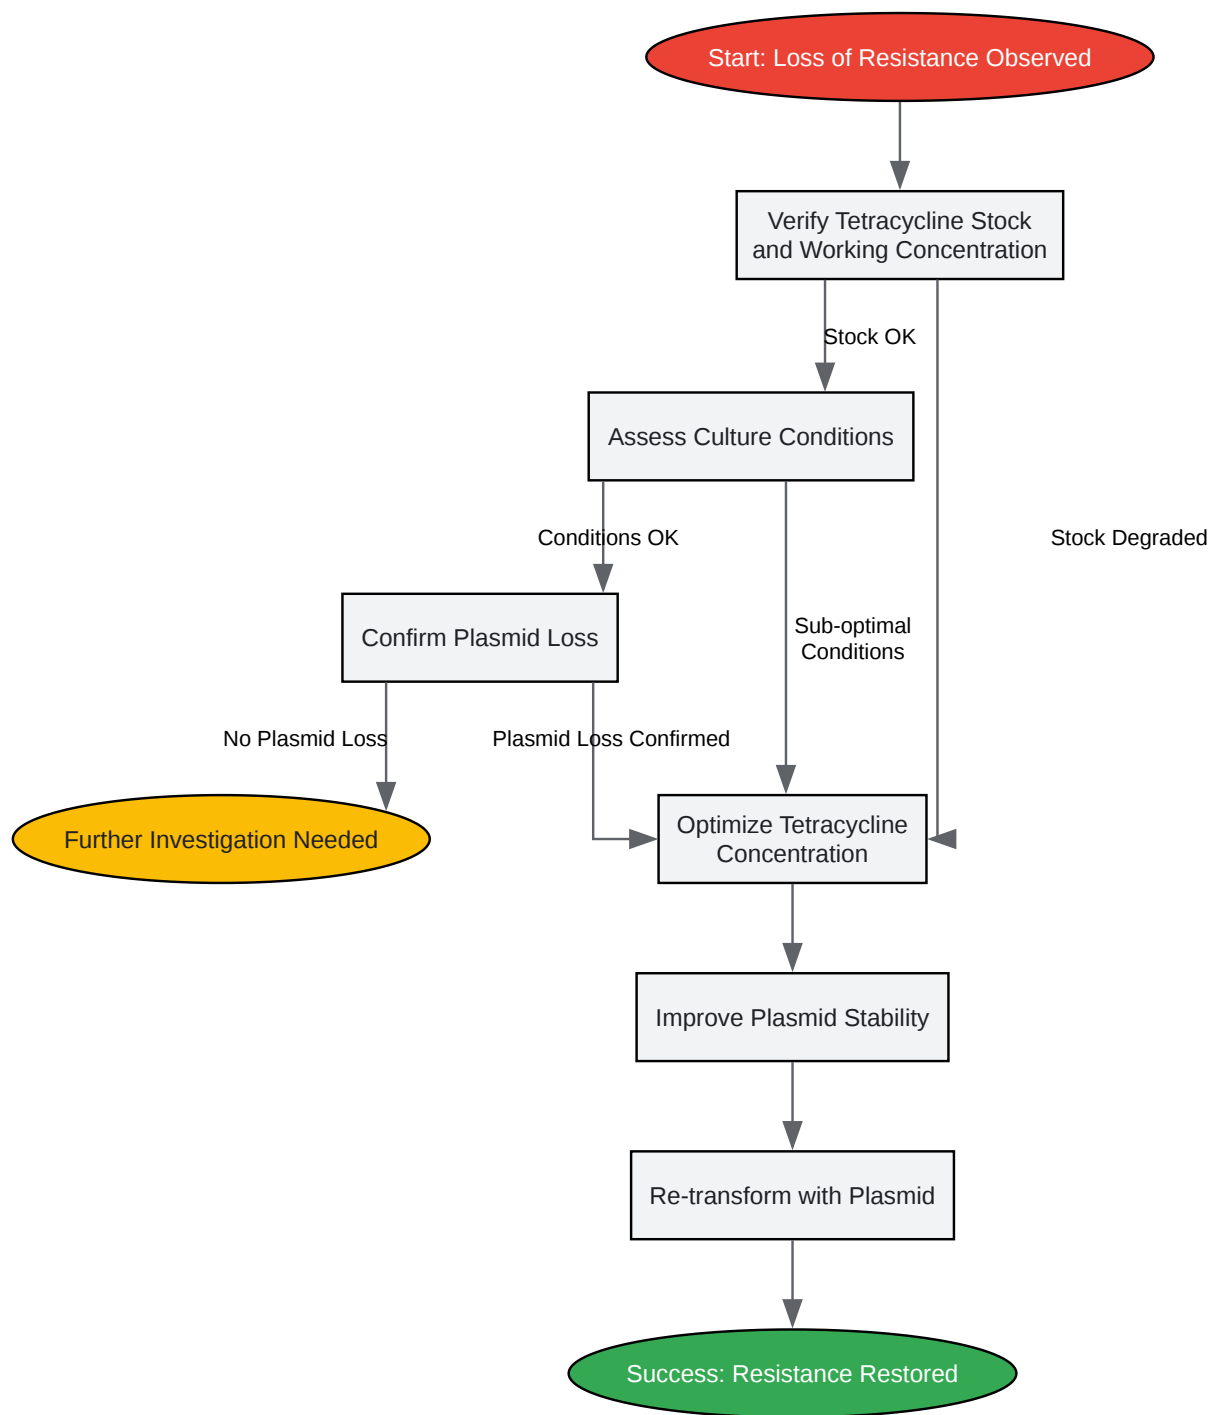 Start: Loss of Resistance Observed
Verify Tetracycline Stock
and Working Concentration
Stock OK
Assess Culture Conditions
Conditions OK
Stock Degraded
Sub-optimal
Conditions
Confirm Plasmid Loss
No Plasmid Loss
Plasmid Loss Confirmed
Further Investigation Needed
Optimize Tetracycline
Concentration
Improve Plasmid Stability
Re-transform with Plasmid
Success: Resistance Restored